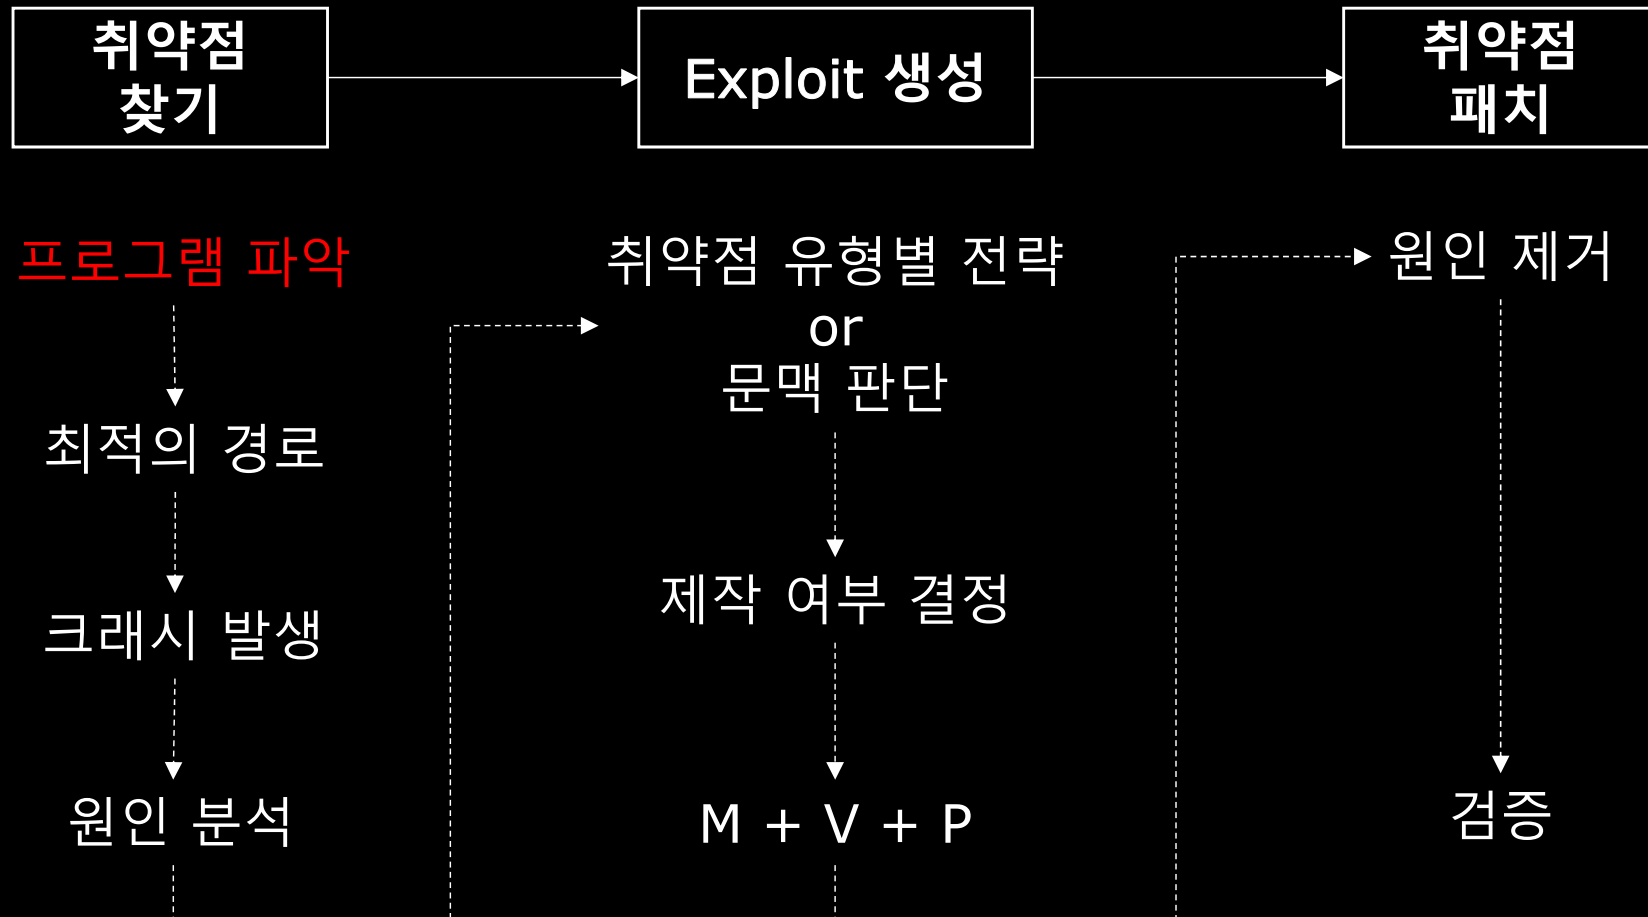 취약점
찾기
Exploit 생성
취약점
패치
프로그램 파악
최적의 경로
크래시 발생
원인 분석
취약점 유형별 전략
or
문맥 판단
제작 여부 결정
M + V + P
원인 제거
검증